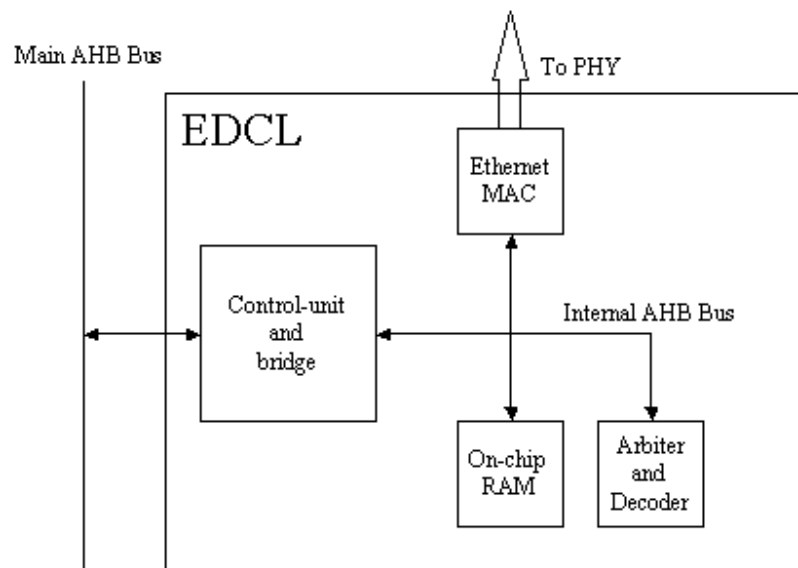 Main AHB Bus
To PHY
EDCL
Ethernet
MAC
Control-unit
and
bridge
Internal AHB Bus
On-chip
RAM
Arbiter
and
Decoder